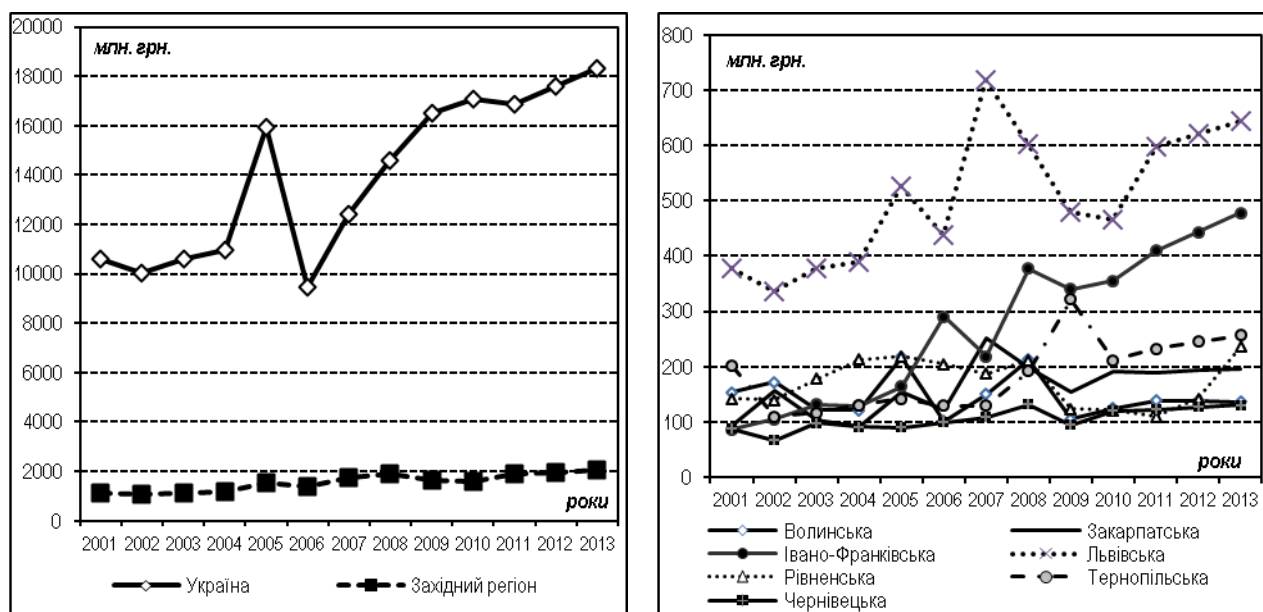 20000
млн. грн.
18000
16000
14000
12000
10000
8000
6000
4000
2000
роки
0
2001 2002 2003 2004 2005 2006 2007 2008 2009 2010 2011 2012 2013
Україна Західний регіон
800
млн. грн.
700
600
500
400
300
200
100
роки
0
2001 2002 2003 2004 2005 2006 2007 2008 2009 2010 2011 2012 2013
Волинська Закарпатська
Івано-Франківська Львівська
Рівненська Тернопільська
Чернівецька